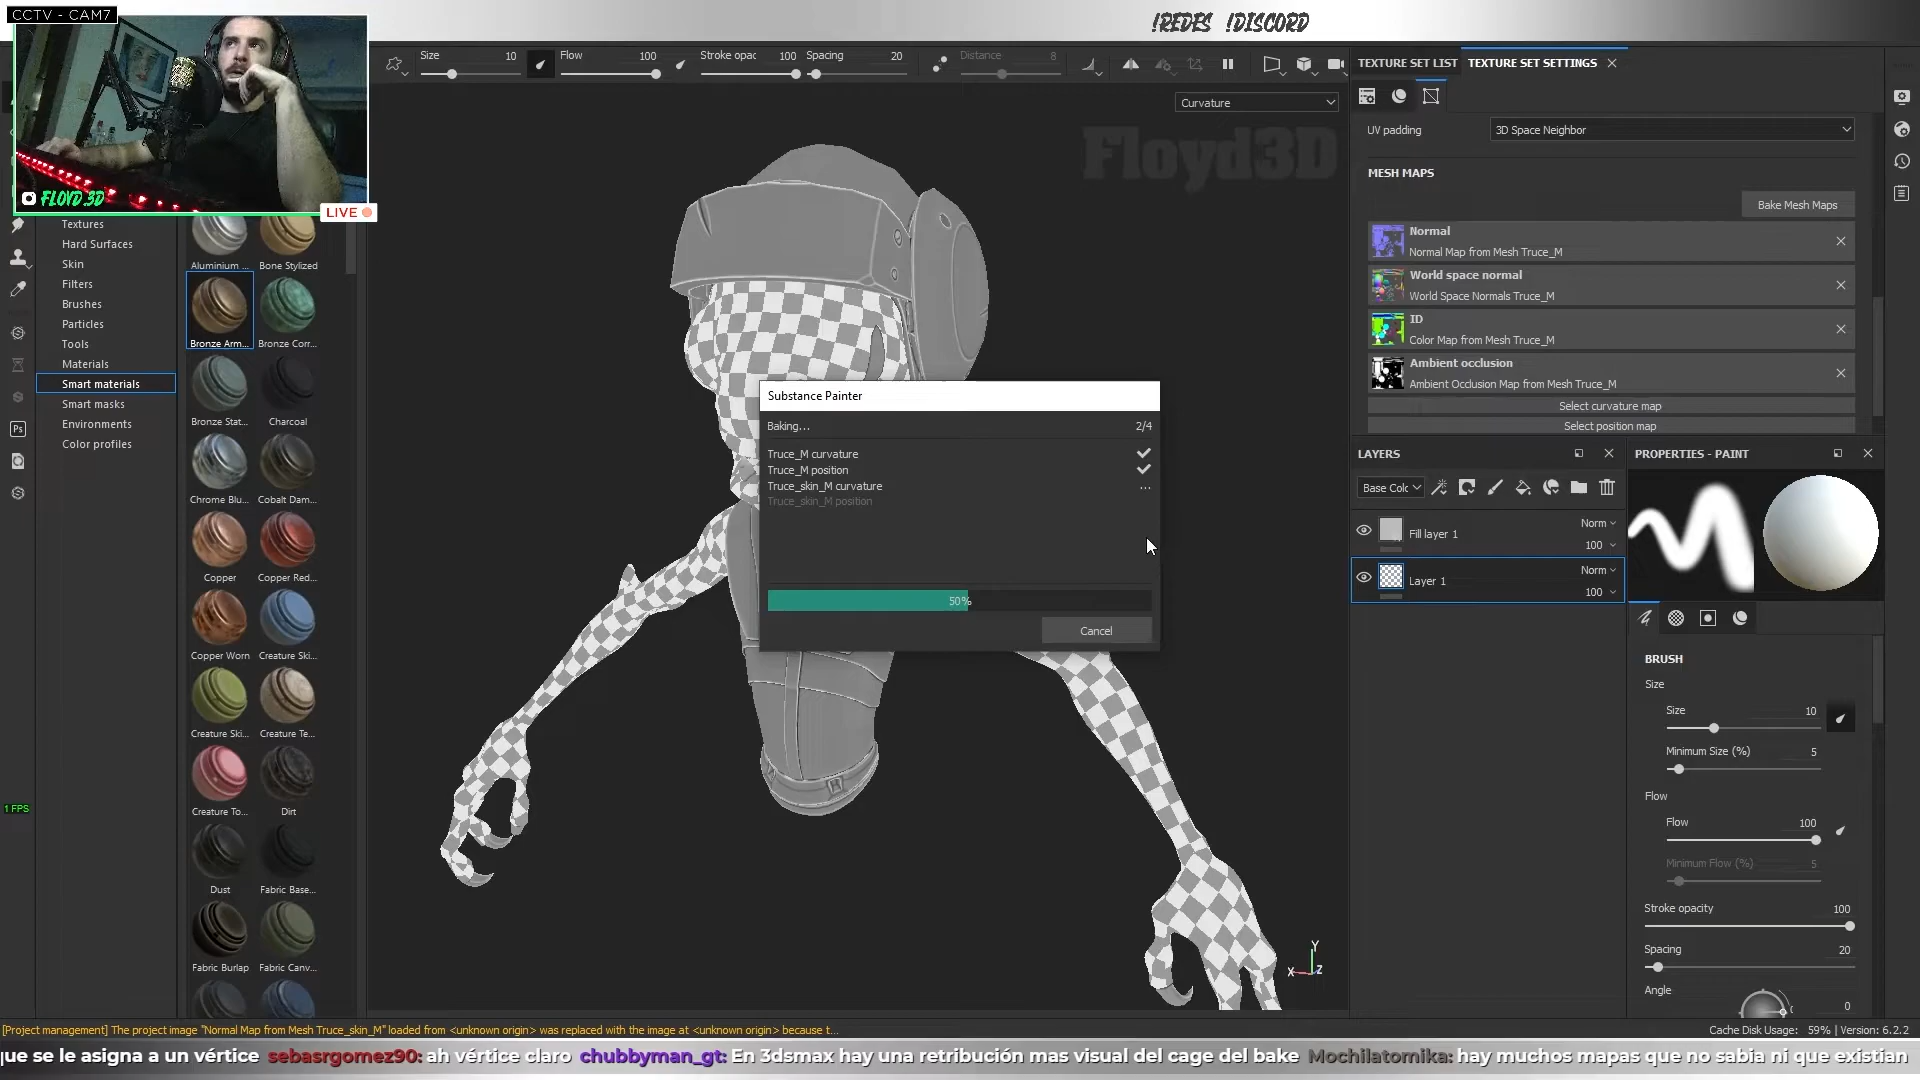 CCTV - CAM7
FLOYD.3D
LIVE
!REDES !DISCORD
Size 10
Flow 100
Stroke opac 100
Spacing 20
Distance 8
Curvature
Floyd3D
Textures
Hard Surfaces
Skin
Filters
Brushes
Particles
Tools
Materials
Smart materials
Smart masks
Environments
Color profiles
Aluminium ... Bone Stylized
Bronze Arm... Bronze Corr...
Bronze Stat... Charcoal
Chrome Blu... Cobalt Dam...
Copper Copper Red...
Copper Worn Creature Ski...
Creature Ski... Creature Te...
Creature To... Dirt
Dust Fabric Base...
Fabric Burlap Fabric Canv...
1 FPS
Ps
Substance Painter
Baking... 2/4
Truce_M curvature
Truce_M position
Truce_skin_M curvature ...
Truce_skin_M position
50%
Cancel
Y
X Z
TEXTURE SET LIST TEXTURE SET SETTINGS
UV padding 3D Space Neighbor
MESH MAPS
Bake Mesh Maps
Normal
Normal Map from Mesh Truce_M
World space normal
World Space Normals Truce_M
ID
Color Map from Mesh Truce_M
Ambient occlusion
Ambient Occlusion Map from Mesh Truce_M
Select curvature map
Select position map
LAYERS
Base Colc
Fill layer 1 Norm
100
Layer 1 Norm
100
PROPERTIES - PAINT
BRUSH
Size
Size 10
Minimum Size (%) 5
Flow
Flow 100
Minimum Flow (%) 5
Stroke opacity 100
Spacing 20
Angle 0
[Project management] The project image "Normal Map from Mesh Truce_skin_M" loaded from <unknown origin> was replaced with the image at <unknown origin> because t...
Cache Disk Usage: 59% | Version: 6.2.2
que se le asigna a un vértice sebasrgomez90: ah vértice claro chubbyman_gt: En 3dsmax hay una retribución mas visual del cage del bake Mochilatomika: hay muchos mapas que no sabia ni que existian